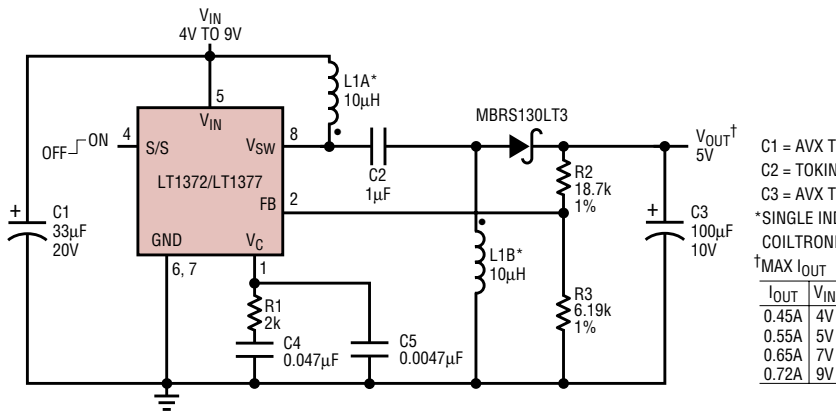 VIN
4V TO 9V
L1A*
10µH
MBRS130LT3
5
VIN
OFF
ON
4
S/S
VSW
8
C2
1µF
VOUT†
5V
LT1372/LT1377
FB
2
R2
18.7k
1%
+
C1
33µF
20V
GND
VC
6, 7
1
L1B*
10µH
+
C3
100µF
10V
R1
2k
R3
6.19k
1%
C4
0.047µF
C5
0.0047µF
C1 = AVX T
C2 = TOKIN
C3 = AVX T
*SINGLE IND
COILTRONI
†MAX IOUT
IOUT VIN
0.45A 4V
0.55A 5V
0.65A 7V
0.72A 9V